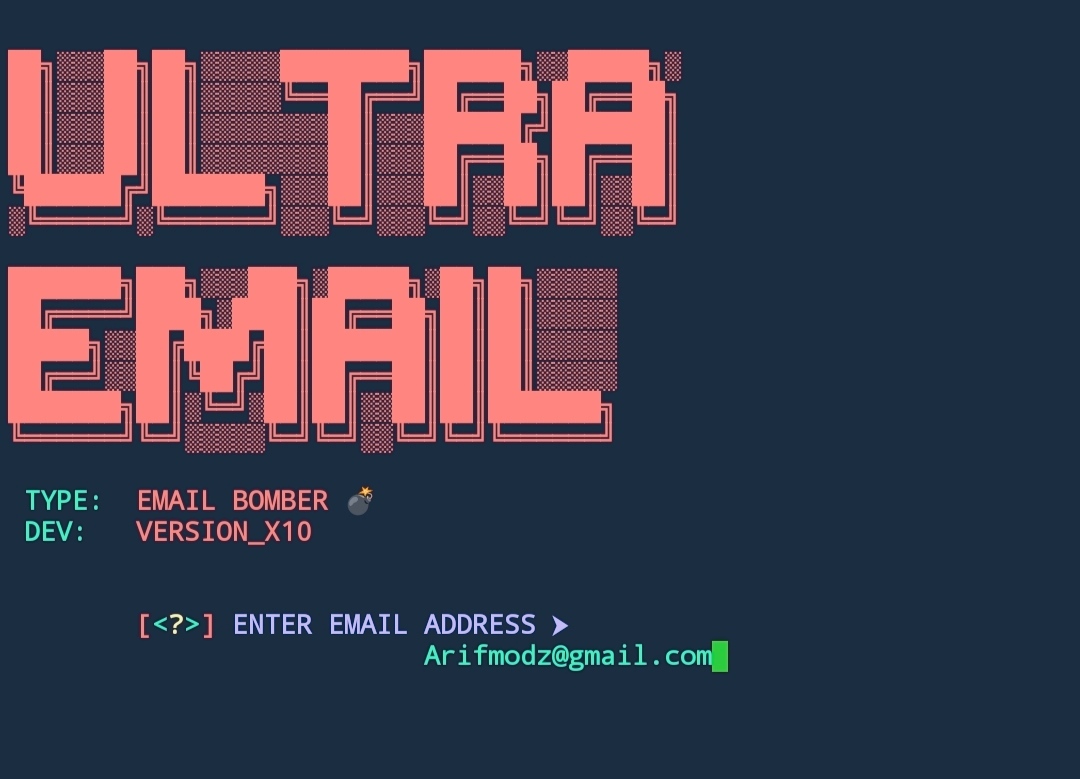 ULTRA
EMAIL
TYPE: EMAIL BOMBER 💣
DEV: VERSION_X10
[<?>] ENTER EMAIL ADDRESS ➤
Arifmodz@gmail.com